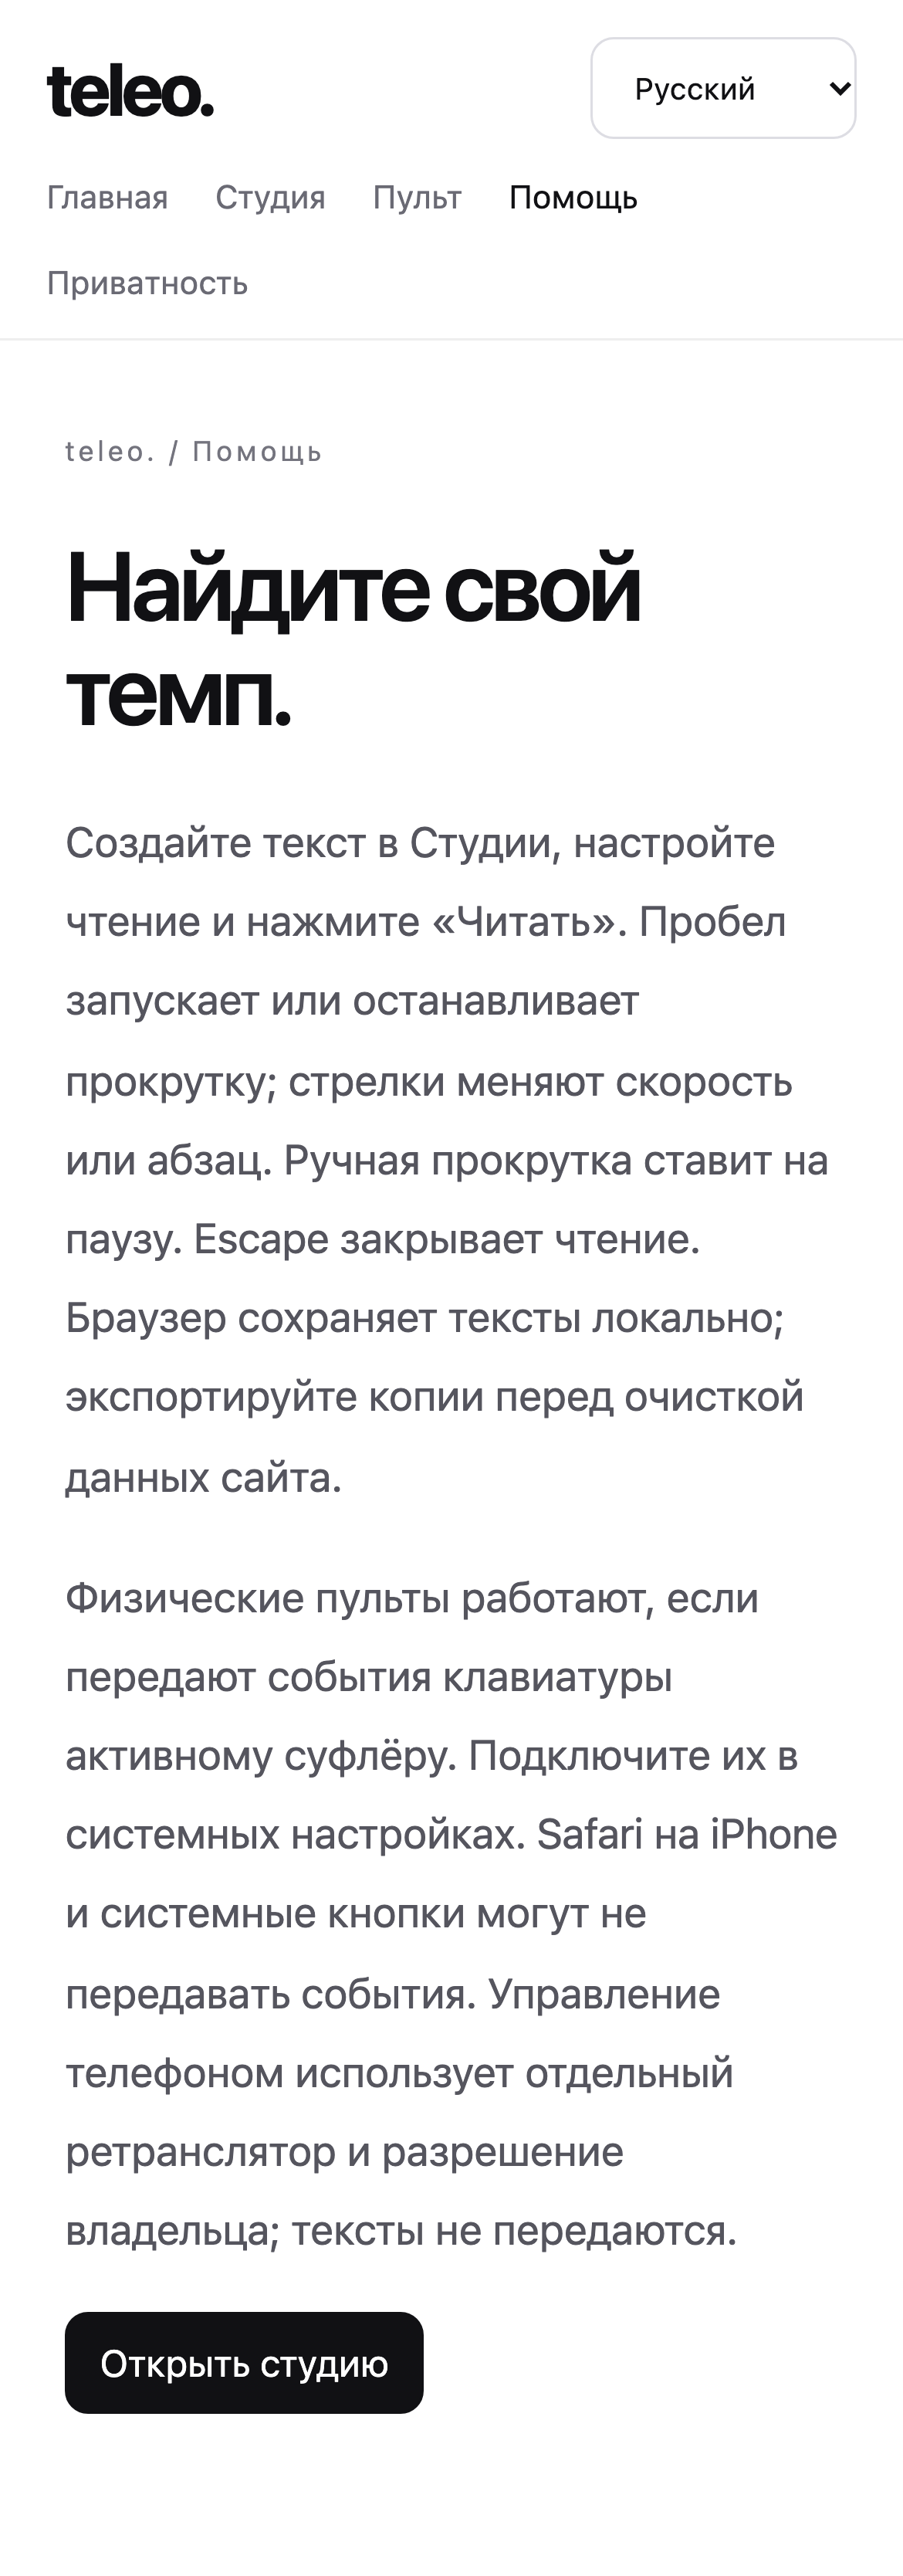 teleo.
Русский
Главная Студия Пульт Помощь
Приватность
teleo. / Помощь
Найдите свой
темп.
Создайте текст в Студии, настройте
чтение и нажмите «Читать». Пробел
запускает или останавливает
прокрутку; стрелки меняют скорость
или абзац. Ручная прокрутка ставит на
паузу. Escape закрывает чтение.
Браузер сохраняет тексты локально;
экспортируйте копии перед очисткой
данных сайта.
Физические пульты работают, если
передают события клавиатуры
активному суфлёру. Подключите их в
системных настройках. Safari на iPhone
и системные кнопки могут не
передавать события. Управление
телефоном использует отдельный
ретранслятор и разрешение
владельца; тексты не передаются.
Открыть студию